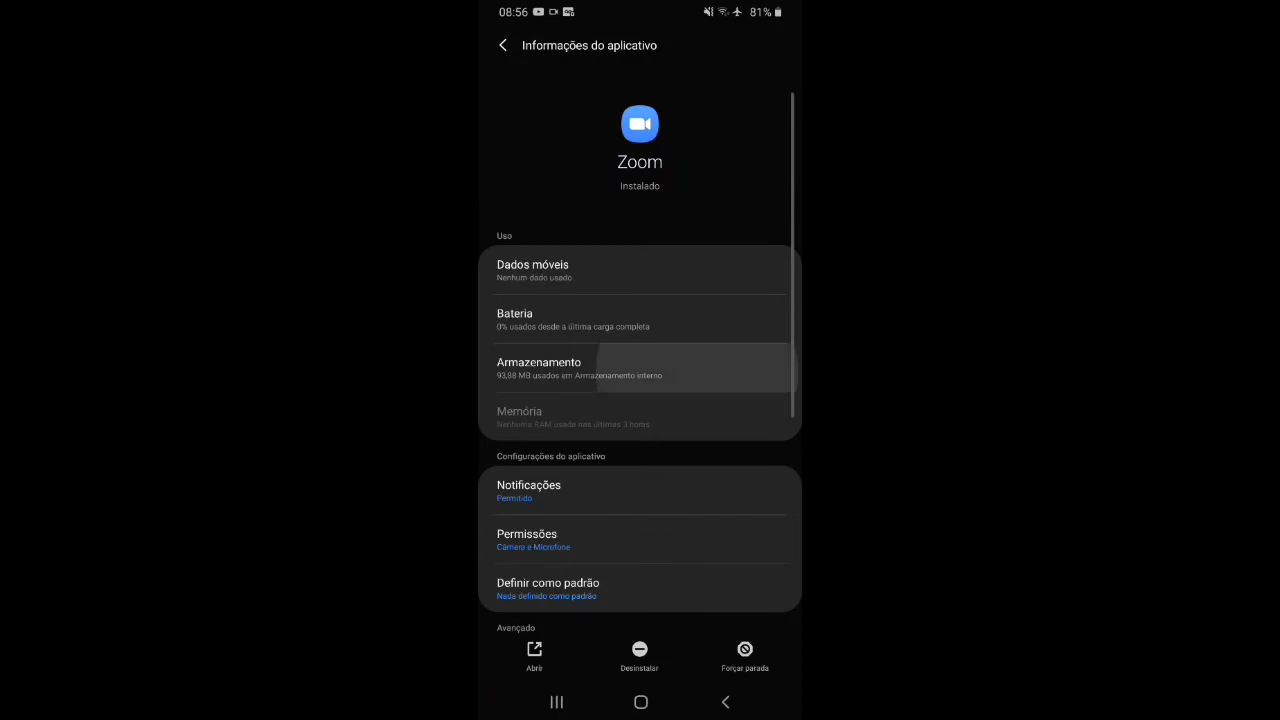 08:56
81%
Informações do aplicativo
Zoom
Instalado
Uso
Dados móveis
Nenhum dado usado
Bateria
0% usados desde a última carga completa
Armazenamento
93,98 MB usados em Armazenamento interno
Memória
Nenhuma RAM usada nas últimas 3 horas
Configurações do aplicativo
Notificações
Permitido
Permissões
Câmera e Microfone
Definir como padrão
Nada definido como padrão
Avançado
Abrir
Desinstalar
Forçar parada